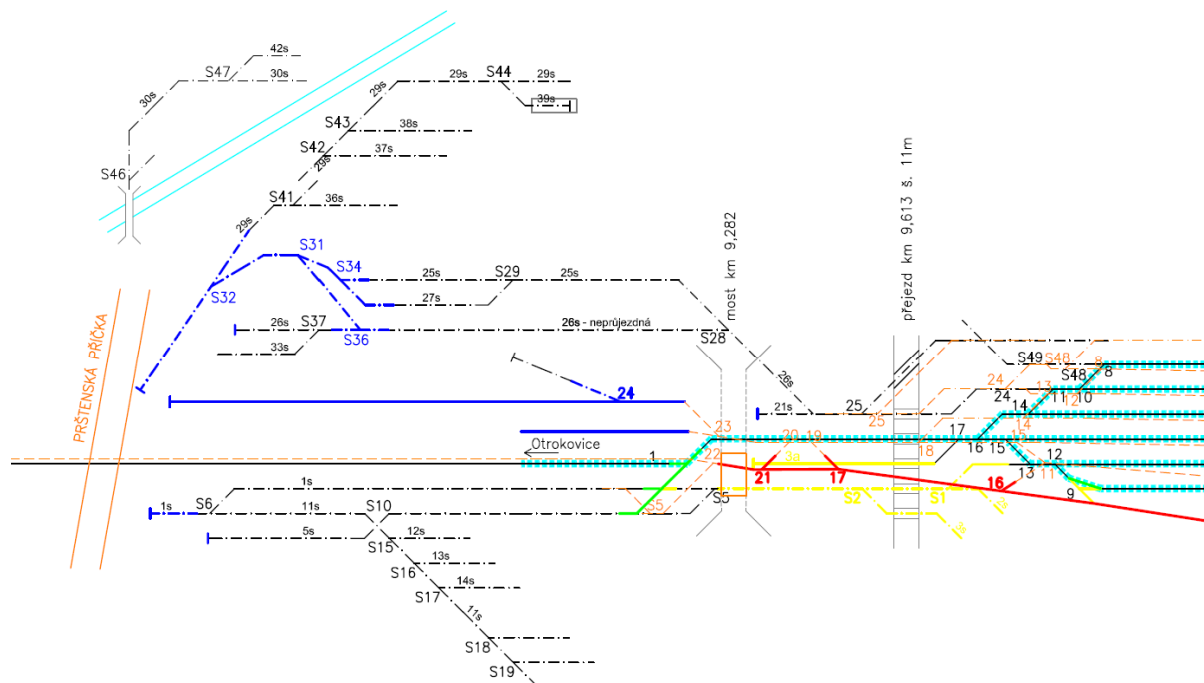 42s
S47
30s
30s
S46
29s
S44
29s
29s
39s
S43
38s
S42
37s
29s
S41
36s
29s
S31
S34
S32
25s
S29
25s
27s
26s
S37
S36
26s - neprůjezdná
S28
33s
26s
most km 9,282
přejezd km 9,613 š. 11m
PRŠTENSKÁ PŘÍČKA
24
21s
25
25
S49
S48
8
S48
8
24
24
13
11
12
10
14
14
23
20
19
18
17
16
15
15
Otrokovice
1
22
3a
21
17
13
11
12
16
9
1s
S5
S5
S2
S1
2s
3s
1s
S6
11s
S10
5s
S15
12s
S16
13s
S17
14s
11s
S18
S19